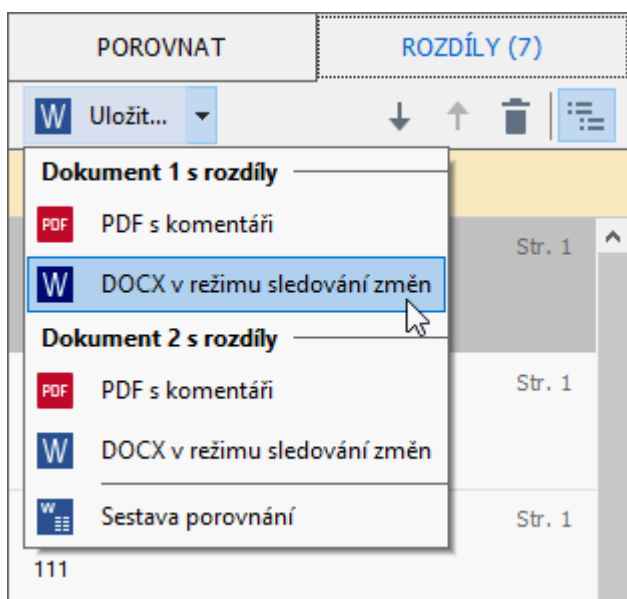 POROVNAT ROZDÍLY (7)
W Uložit...
Dokument 1 s rozdíly
PDF PDF s komentáři
Str. 1
W DOCX v režimu sledování změn
Dokument 2 s rozdíly
PDF PDF s komentáři
Str. 1
W DOCX v režimu sledování změn
W Sestava porovnání
Str. 1
111